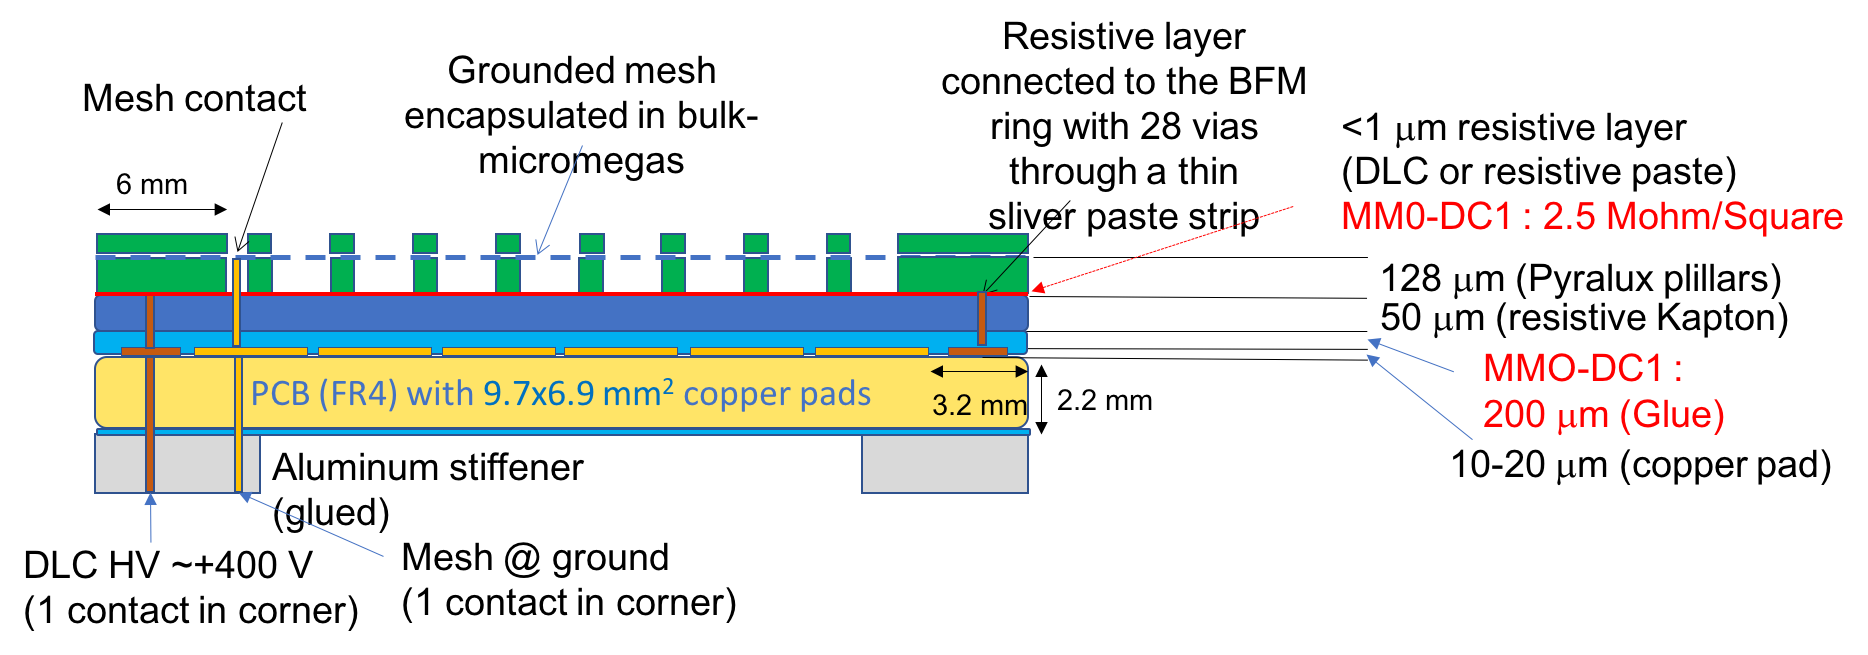 Resistive layer
connected to the BFM
ring with 28 vias
through a thin
sliver paste strip
Grounded mesh
encapsulated in bulk-
micromegas
Mesh contact
6 mm
<1 μm resistive layer
(DLC or resistive paste)
MM0-DC1 : 2.5 Mohm/Square
128 μm (Pyralux plillars)
50 μm (resistive Kapton)
MMO-DC1 :
200 μm (Glue)
10-20 μm (copper pad)
PCB (FR4) with 9.7x6.9 mm² copper pads
3.2 mm
2.2 mm
Aluminum stiffener
(glued)
DLC HV ~+400 V
(1 contact in corner)
Mesh @ ground
(1 contact in corner)